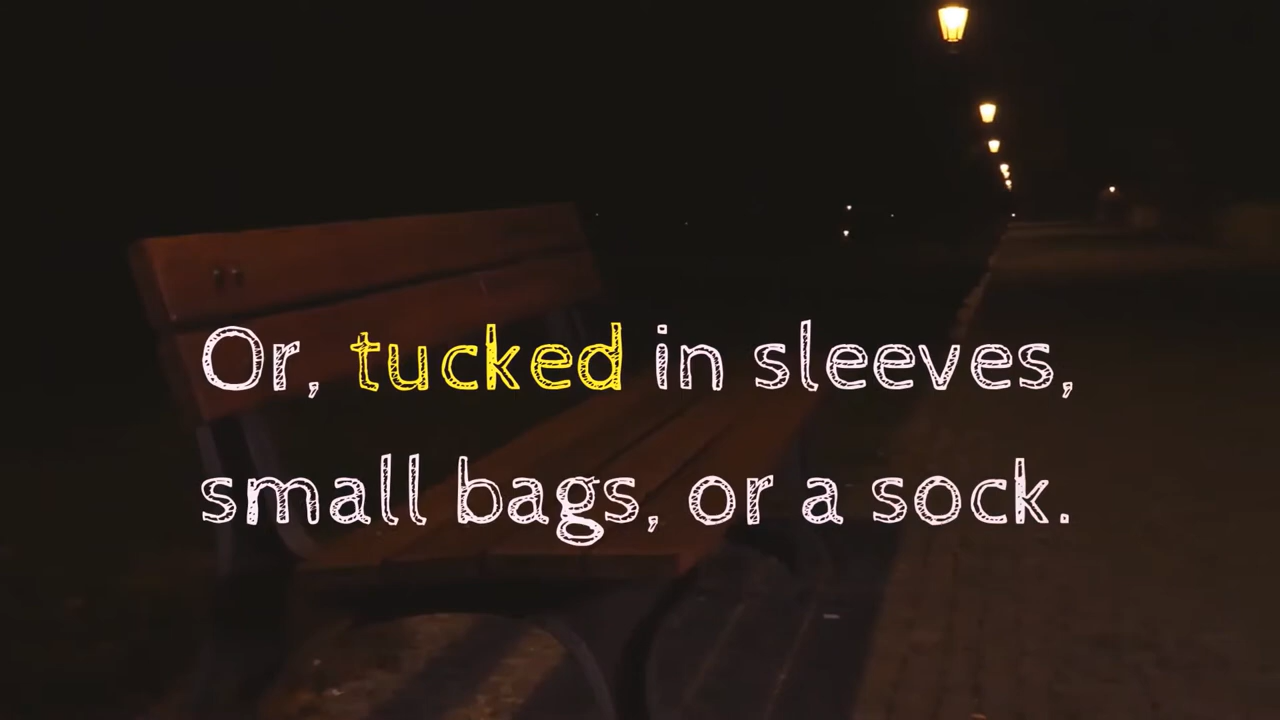 Or, tucked in sleeves,
small bags, or a sock.